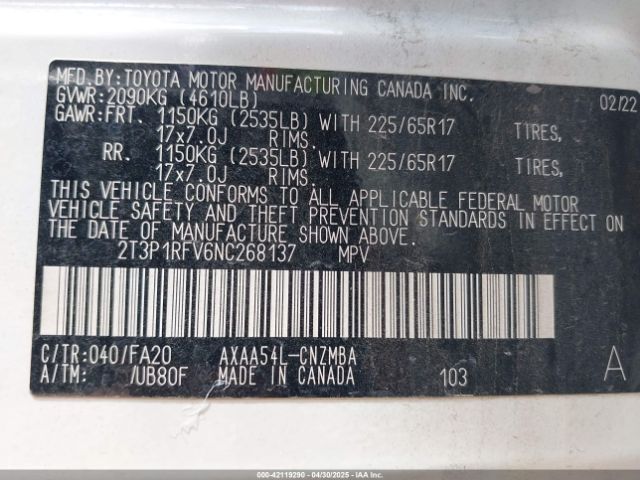 MFD.BY:TOYOTA MOTOR MANUFACTURING CANADA INC. 02/22
GVWR:2090KG (4610LB)
GAWR:FRT. 1150KG (2535LB) WITH 225/65R17 TIRES,
17x7.0J RIMS.
RR. 1150KG (2535LB) WITH 225/65R17 TIRES,
17x7.0J RIMS.
THIS VEHICLE CONFORMS TO ALL APPLICABLE FEDERAL MOTOR
VEHICLE SAFETY AND THEFT PREVENTION STANDARDS IN EFFECT ON
THE DATE OF MANUFACTURE SHOWN ABOVE.
2T3P1RFV6NC268137 MPV
C/TR:040/FA20 AXAA54L-CNZMBA
A/TM: /UB80F MADE IN CANADA 103 A
000-42119290 - 04/30/2025 - IAA Inc.